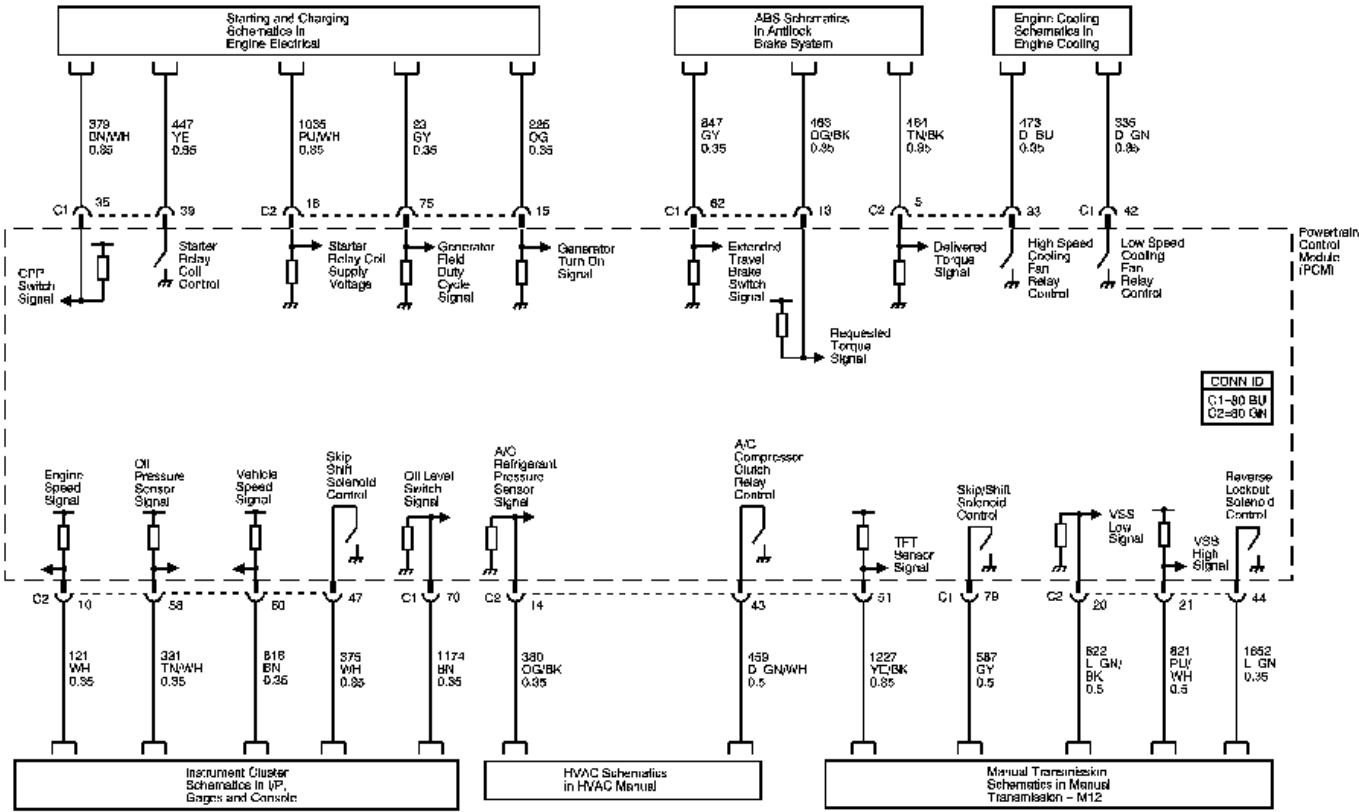 Starting and Charging
Schematics In
Engine Electrical
ABS Schematics
In Antilock
Brake System
Engine Cooling
Schematics In
Engine Cooling
379
BN/WH
0.35
447
YE
0.35
1035
PU/WH
0.35
23
GY
0.35
225
OG
0.35
847
GY
0.35
463
OG/BK
0.35
464
TN/BK
0.35
473
D BU
0.35
335
D GN
0.35
C1 35
39
C2 18
75
15
C1 62
13
C2 5
33
C1 42
Powertrain
Control
Module
(PCM)
CPP
Switch
Signal
Starter
Relay
Coil
Control
Starter
Relay Coil
Supply
Voltage
Generator
Field
Duty
Cycle
Signal
Generator
Turn On
Signal
Extended
Travel
Brake
Switch
Signal
Requested
Torque
Signal
Delivered
Torque
Signal
High Speed
Cooling
Fan
Relay
Control
Low Speed
Cooling
Fan
Relay
Control
CONN ID
C1=80 BU
C2=80 GN
Engine
Speed
Signal
Oil
Pressure
Sensor
Signal
Vehicle
Speed
Signal
Skip
Shift
Solenoid
Control
Oil Level
Switch
Signal
A/C
Refrigerant
Pressure
Sensor
Signal
A/C
Compressor
Clutch
Relay
Control
TFT
Sensor
Signal
Skip/Shift
Solenoid
Control
VSS
Low
Signal
VSS
High
Signal
Reverse
Lockout
Solenoid
Control
C2 10
58
50
47
C1 70
C2 14
43
51
C1 79
C2 20
21
44
121
WH
0.35
331
TN/WH
0.35
816
BN
0.35
375
WH
0.35
1174
BN
0.35
380
OG/BK
0.35
459
D GN/WH
0.5
1227
YE/BK
0.35
587
GY
0.5
822
L GN/
BK
0.5
821
PU/
WH
0.5
1652
L GN
0.35
Instrument Cluster
Schematics in I/P,
Gages and Console
HVAC Schematics
in HVAC Manual
Manual Transmission
Schematics in Manual
Transmission – M12